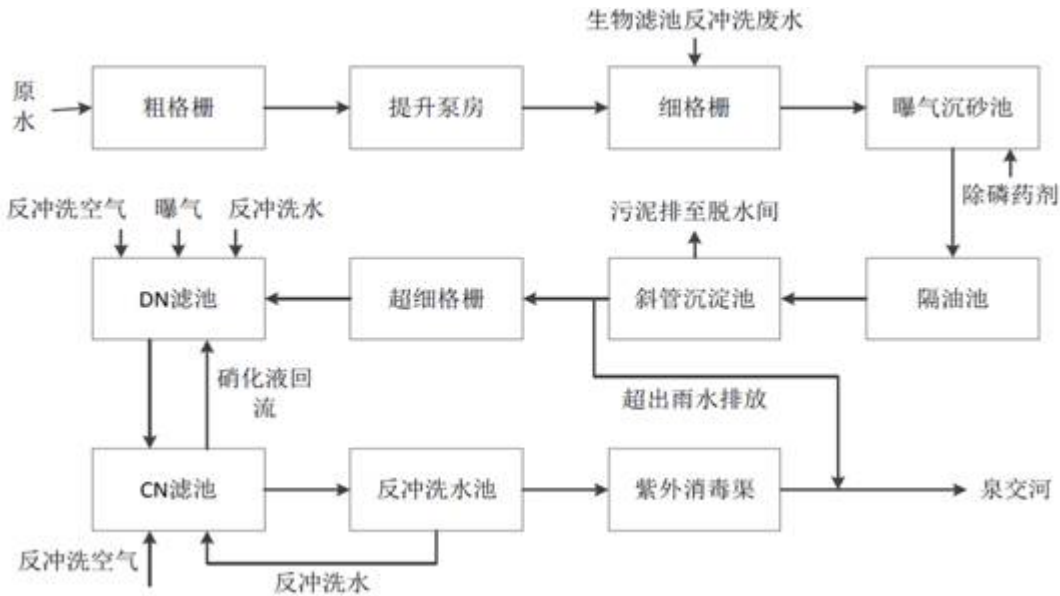 生物滤池反冲洗废水
原
水
粗格栅
提升泵房
细格栅
曝气沉砂池
除磷药剂
反冲洗空气
曝气
反冲洗水
污泥排至脱水间
DN滤池
超细格栅
斜管沉淀池
隔油池
硝化液回
流
超出雨水排放
CN滤池
反冲洗水池
紫外消毒渠
泉交河
反冲洗空气
反冲洗水